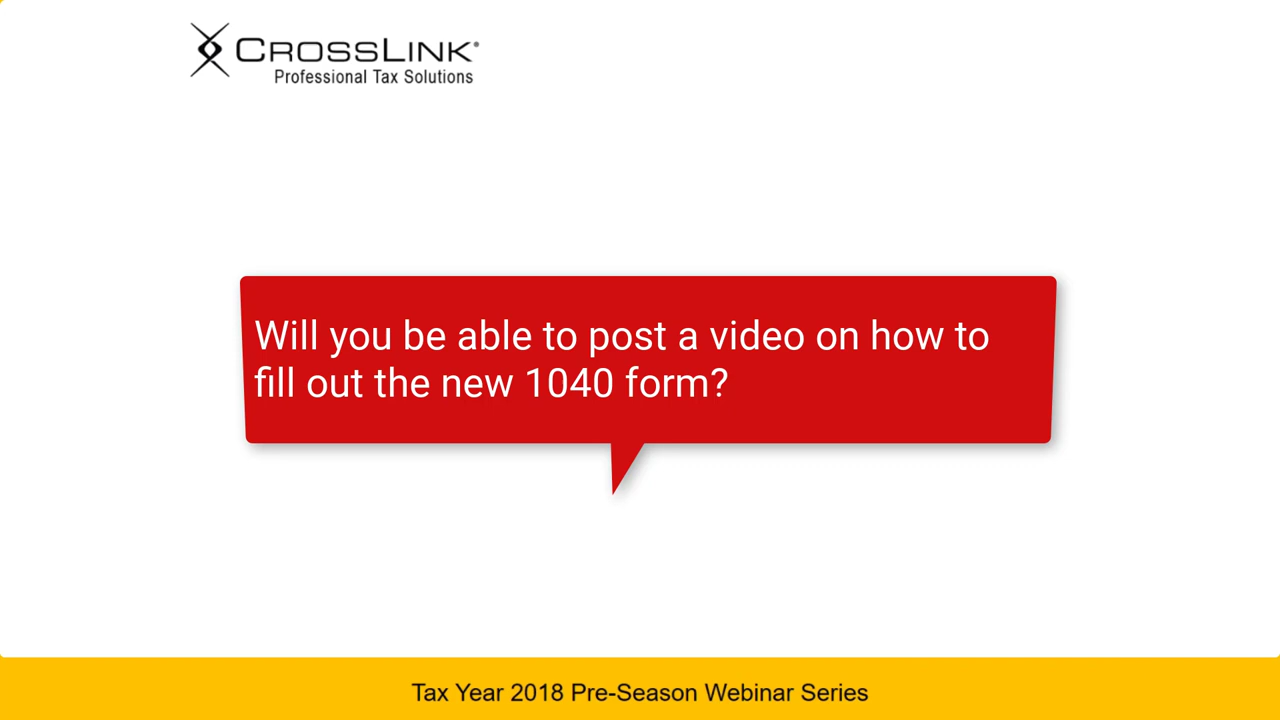 CROSSLINK®
Professional Tax Solutions
Will you be able to post a video on how to
fill out the new 1040 form?
Tax Year 2018 Pre-Season Webinar Series